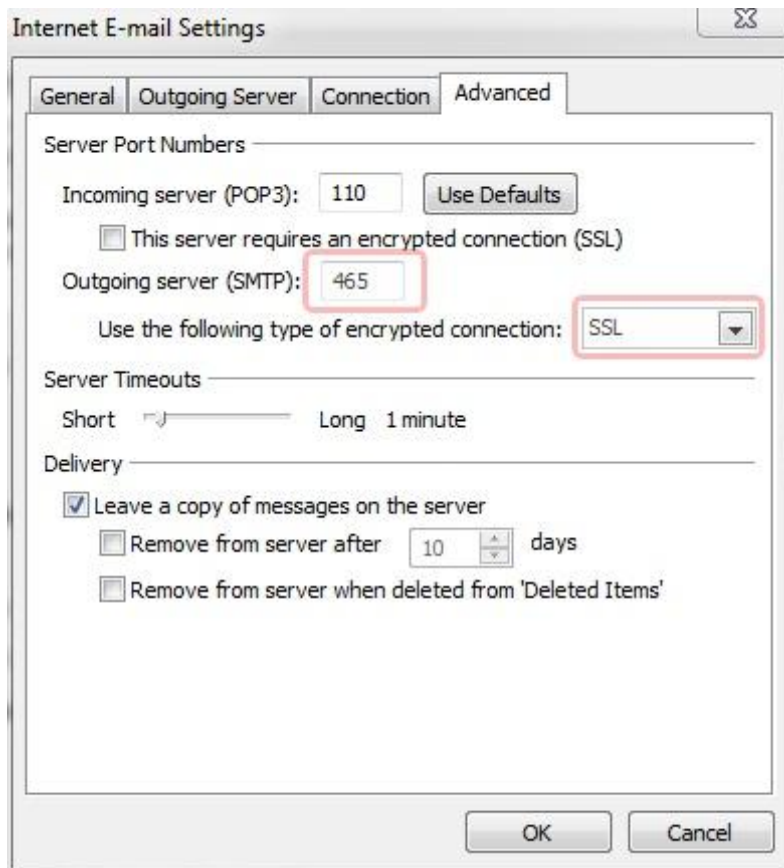 Internet E-mail Settings
General Outgoing Server Connection Advanced
Server Port Numbers
Incoming server (POP3): 110 Use Defaults
This server requires an encrypted connection (SSL)
Outgoing server (SMTP): 465
Use the following type of encrypted connection: SSL
Server Timeouts
Short Long 1 minute
Delivery
Leave a copy of messages on the server
Remove from server after 10 days
Remove from server when deleted from 'Deleted Items'
OK Cancel